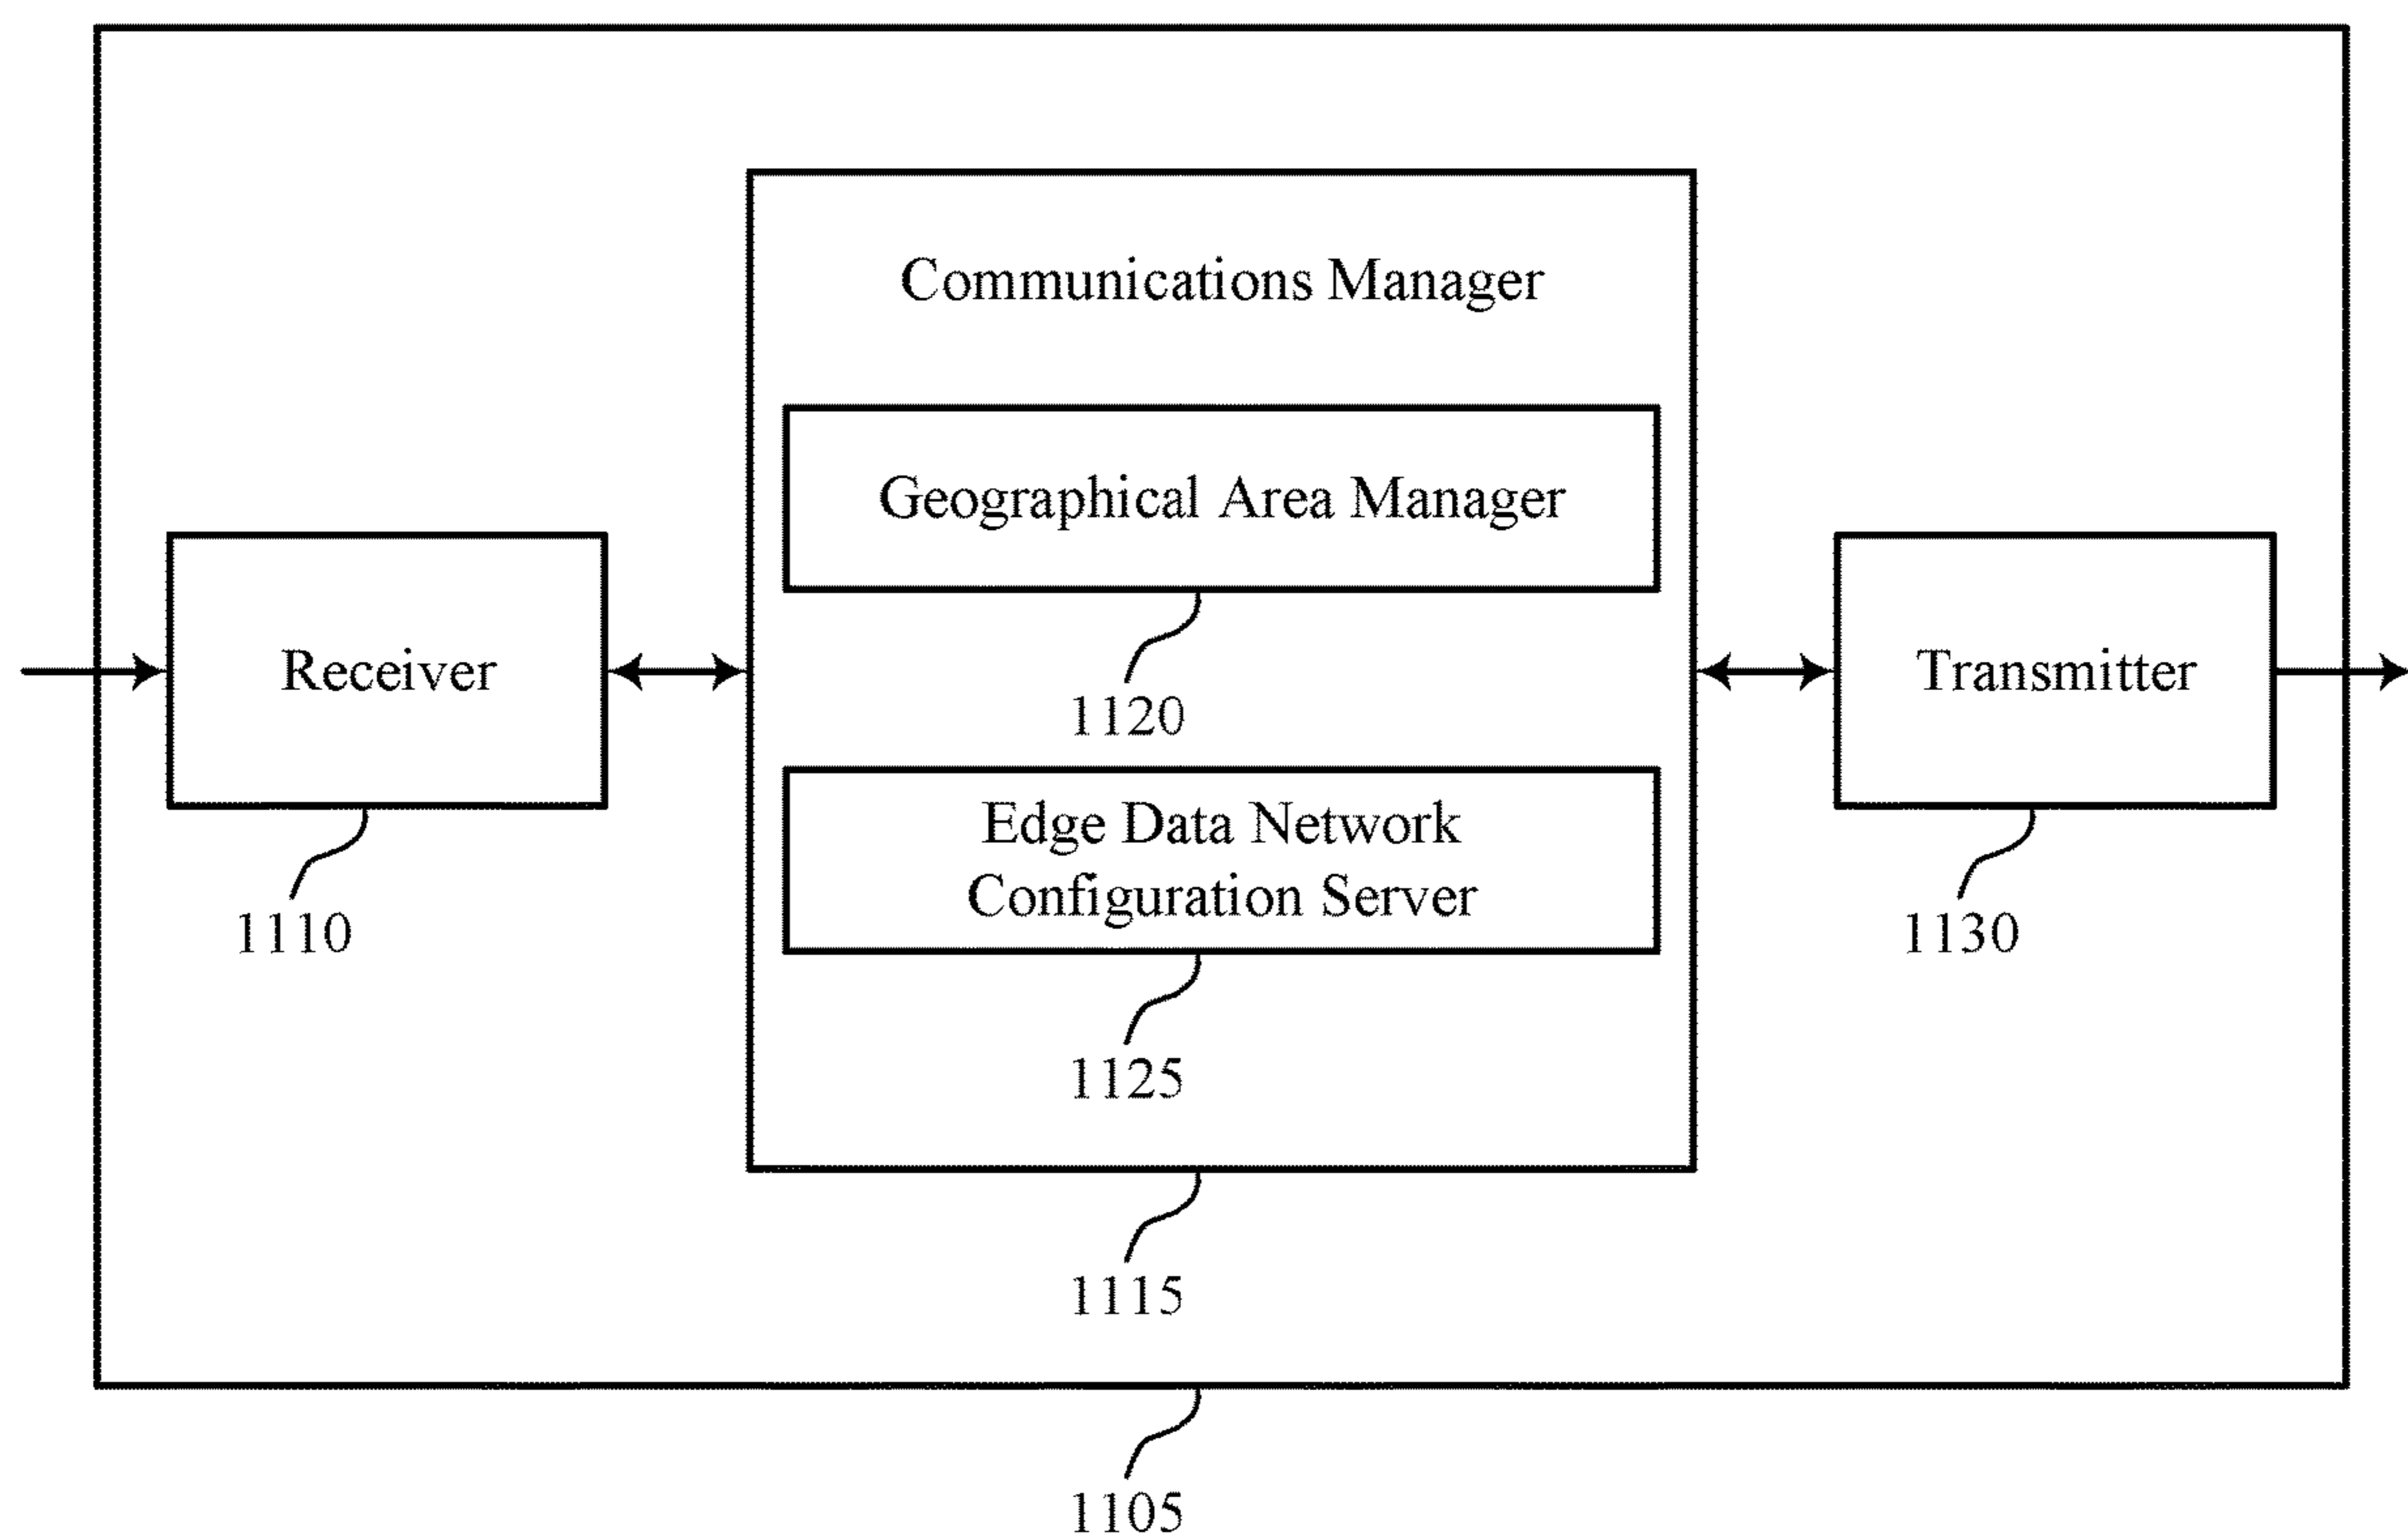 Communications Manager
Geographical Area Manager
Receiver
Transmitter
1120
Edge Data Network
Configuration Server
1110
1130
1125
1115
1105